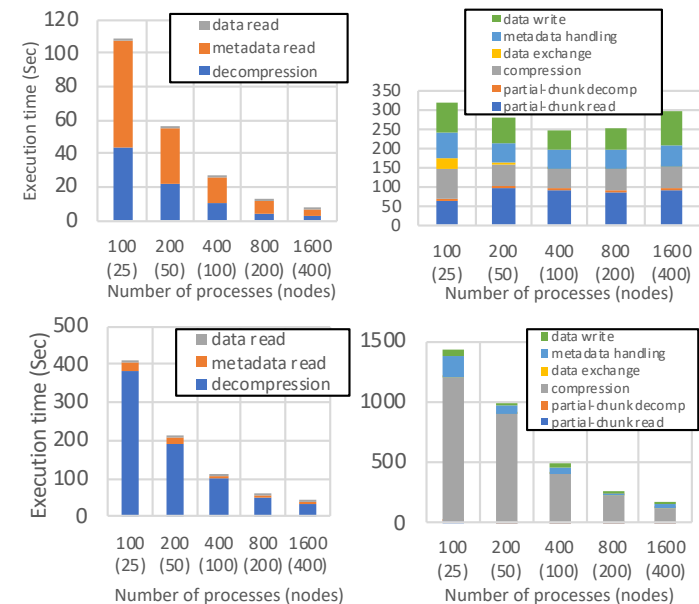 120
100
80
60
40
20
0
Execution time (Sec)
data read
metadata read
decompression
100 200 400 800 1600
(25) (50) (100) (200) (400)
Number of processes (nodes)
data write
metadata handling
data exchange
compression
partial-chunk decomp
partial-chunk read
350
300
250
200
150
100
50
0
100 200 400 800 1600
(25) (50) (100) (200) (400)
Number of processes (nodes)
500
400
300
200
100
0
Execution time (Sec)
data read
metadata read
decompression
100 200 400 800 1600
(25) (50) (100) (200) (400)
Number of processes (nodes)
1500
1000
500
0
data write
metadata handling
data exchange
compression
partial-chunk decomp
partial-chunk read
100 200 400 800 1600
(25) (50) (100) (200) (400)
Number of processes (nodes)